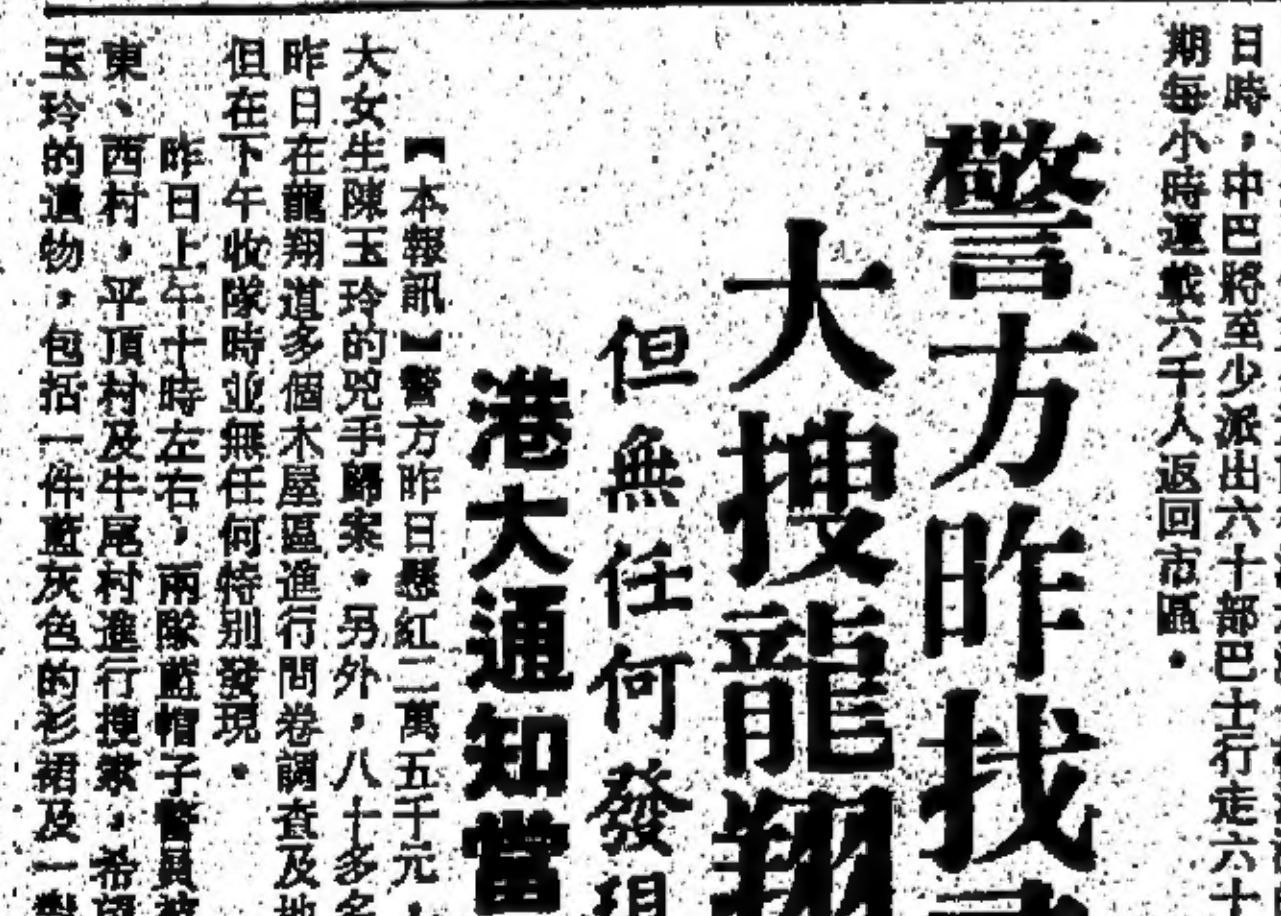 日時，中巴將至少派出六十部巴士行走六十
期每小時運載六千人返回市區。
警方昨找
大搜龍翔
但無任何發現
港大通知當
【本報訊】警方昨日懸紅二萬五千元，
大女生陳玉玲的兇手歸案。另外，八十多名
昨日在龍翔道多個木屋區進行問卷調查及地
但在下午收隊時並無任何特別發現。
昨日上午十時左右，兩隊藍帽子警員被
東、西村，平頂村及牛尾村進行搜索，希望
玉玲的遺物，包括一件藍灰色的衫裙及一對